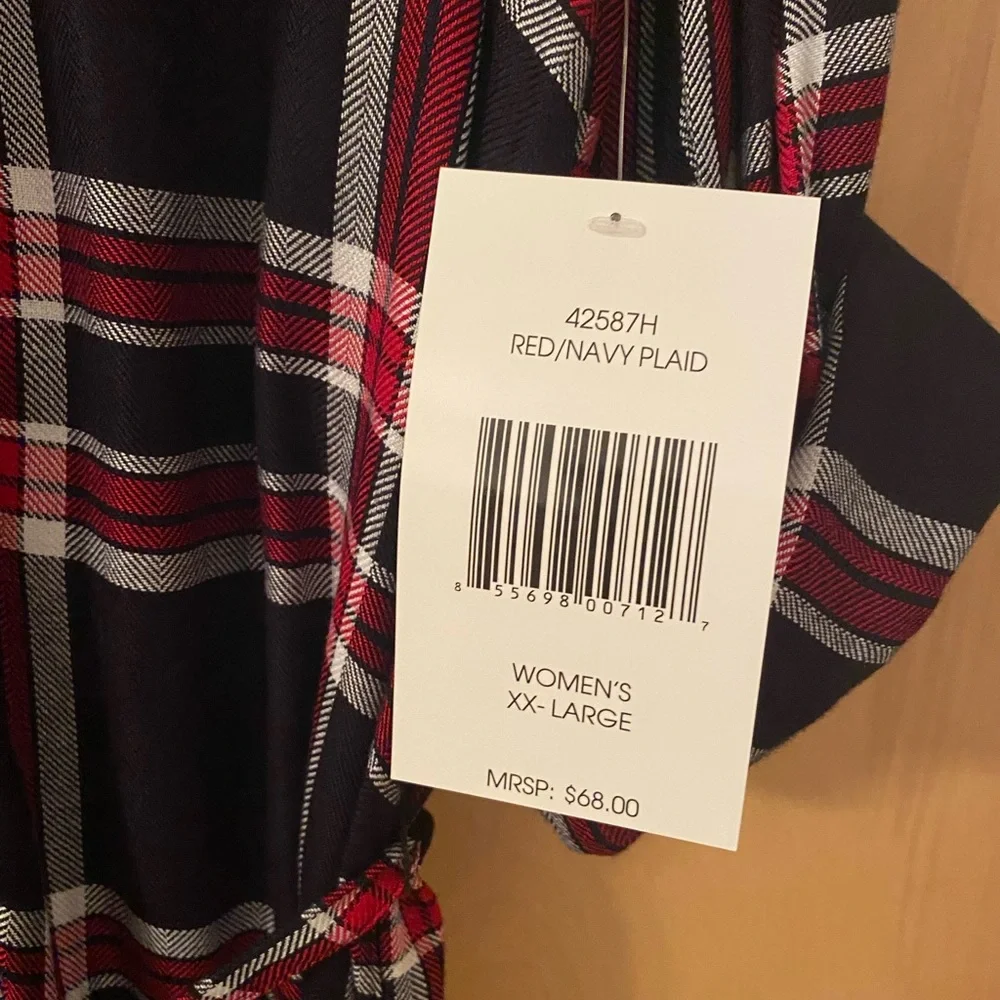 42587H
RED/NAVY PLAID
8 55698 00712 7
WOMEN'S
XX- LARGE
MRSP: $68.00